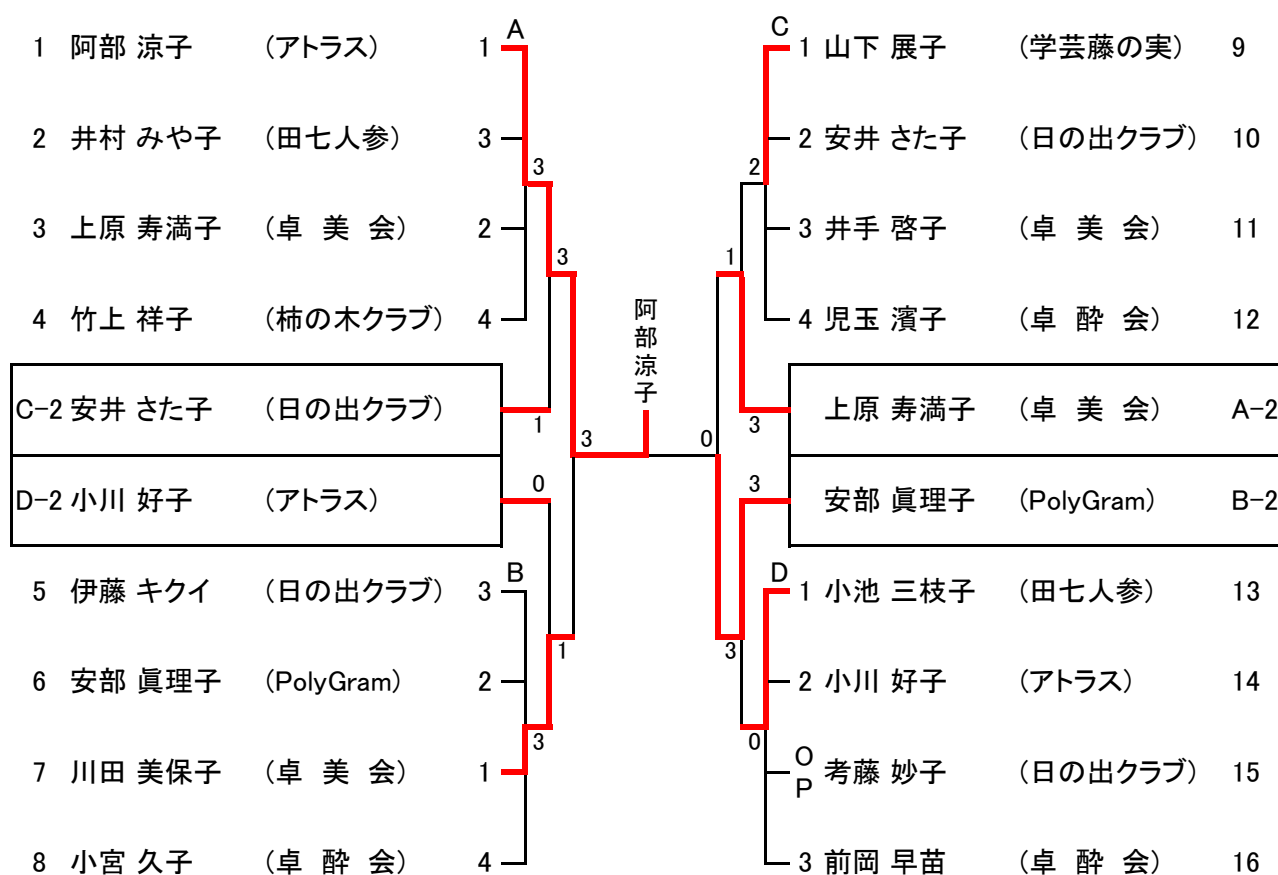 A
C
1 阿部 涼子 (アトラス) 1
1 山下 展子 (学芸藤の実) 9
2 井村 みや子 (田七人参) 3
2 安井 さた子 (日の出クラブ) 10
3
2
3 上原 寿満子 (卓 美 会) 2
3 井手 啓子 (卓 美 会) 11
3
1
4 竹上 祥子 (柿の木クラブ) 4
4 児玉 濱子 (卓 酔 会) 12
阿部涼子
C-2 安井 さた子 (日の出クラブ)
上原 寿満子 (卓 美 会) A-2
1
3
3
0
0
3
D-2 小川 好子 (アトラス)
安部 眞理子 (PolyGram) B-2
B
D
5 伊藤 キクイ (日の出クラブ) 3
1 小池 三枝子 (田七人参) 13
1
3
6 安部 眞理子 (PolyGram) 2
2 小川 好子 (アトラス) 14
3
0
7 川田 美保子 (卓 美 会) 1
OP 考藤 妙子 (日の出クラブ) 15
8 小宮 久子 (卓 酔 会) 4
3 前岡 早苗 (卓 酔 会) 16